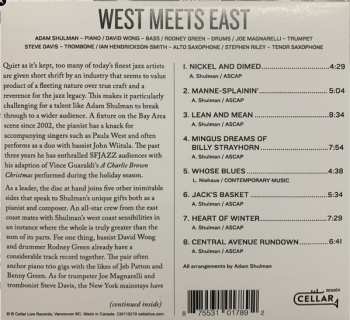 WEST MEETS EAST
ADAM SHULMAN – PIANO / DAVID WONG – BASS / RODNEY GREEN – DRUMS / JOE MAGNARELLI – TRUMPET
STEVE DAVIS – TROMBONE / IAN HENDRICKSON-SMITH – ALTO SAXOPHONE / STEPHEN RILEY – TENOR SAXOPHONE
Quiet as it's kept, too many of today's finest jazz artists
are given short shrift by an industry that seems to value
product of a fleeting nature over true craft and a
reverence for the jazz legacy. This makes it particularly
challenging for a talent like Adam Shulman to break
through to a wider audience. A fixture on the Bay Area
scene since 2002, the pianist has a knack for
accompanying singers such as Paula West and often
performs as a duo with bassist John Wiitala. The past
three years he has enthralled SFJAZZ audiences with
his adaption of Vince Guaraldi's A Charlie Brown
Christmas performed during the holiday season.
As a leader, the disc at hand joins five other inimitable
sides that speak to Shulman's unique gifts both as a
pianist and composer. An all-star crew from the east
coast mates with Shulman's west coast sensibilities in
an instance where the whole is truly greater than the
sum of its parts. For one thing, bassist David Wong
and drummer Rodney Green already have a
considerable track record together. The pair often
anchor piano trio gigs with the likes of Jeb Patton and
Benny Green. As for trumpeter Joe Magnarelli and
trombonist Steve Davis, the New York mainstays have
(continued inside)
1. NICKEL AND DIMED 4:29
A. Shulman / ASCAP
2. MANNE-SPLAININ' 7:01
A. Shulman / ASCAP
3. LEAN AND MEAN 8:34
A. Shulman / ASCAP
4. MINGUS DREAMS OF
BILLY STRAYHORN 7:54
A. Shulman / ASCAP
5. WHOSE BLUES 4:38
L. Niehaus / CONTEMPORARY MUSIC
6. JACK'S BASKET 5:34
A. Shulman / ASCAP
7. HEART OF WINTER 8:21
A. Shulman / ASCAP
8. CENTRAL AVENUE RUNDOWN 6:41
A. Shulman / ASCAP
All arrangements by Adam Shulman
CELLAR
8 75531 01789 2